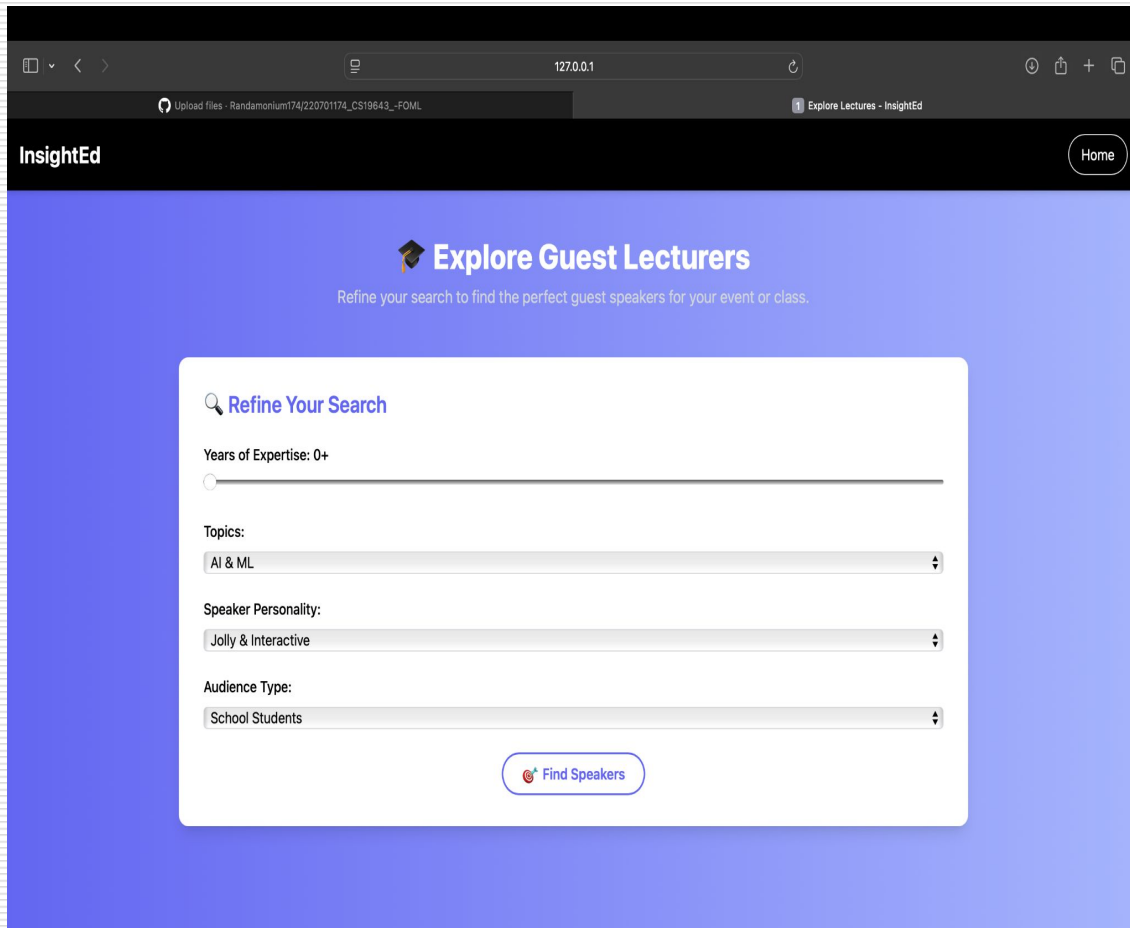 127.0.0.1
Upload files · Randamonium174/220701174_CS19643_-FOML
1 Explore Lectures - InsightEd
InsightEd
Home
🎓 Explore Guest Lecturers
Refine your search to find the perfect guest speakers for your event or class.
🔍 Refine Your Search
Years of Expertise: 0+
Topics:
AI & ML
Speaker Personality:
Jolly & Interactive
Audience Type:
School Students
🎯 Find Speakers